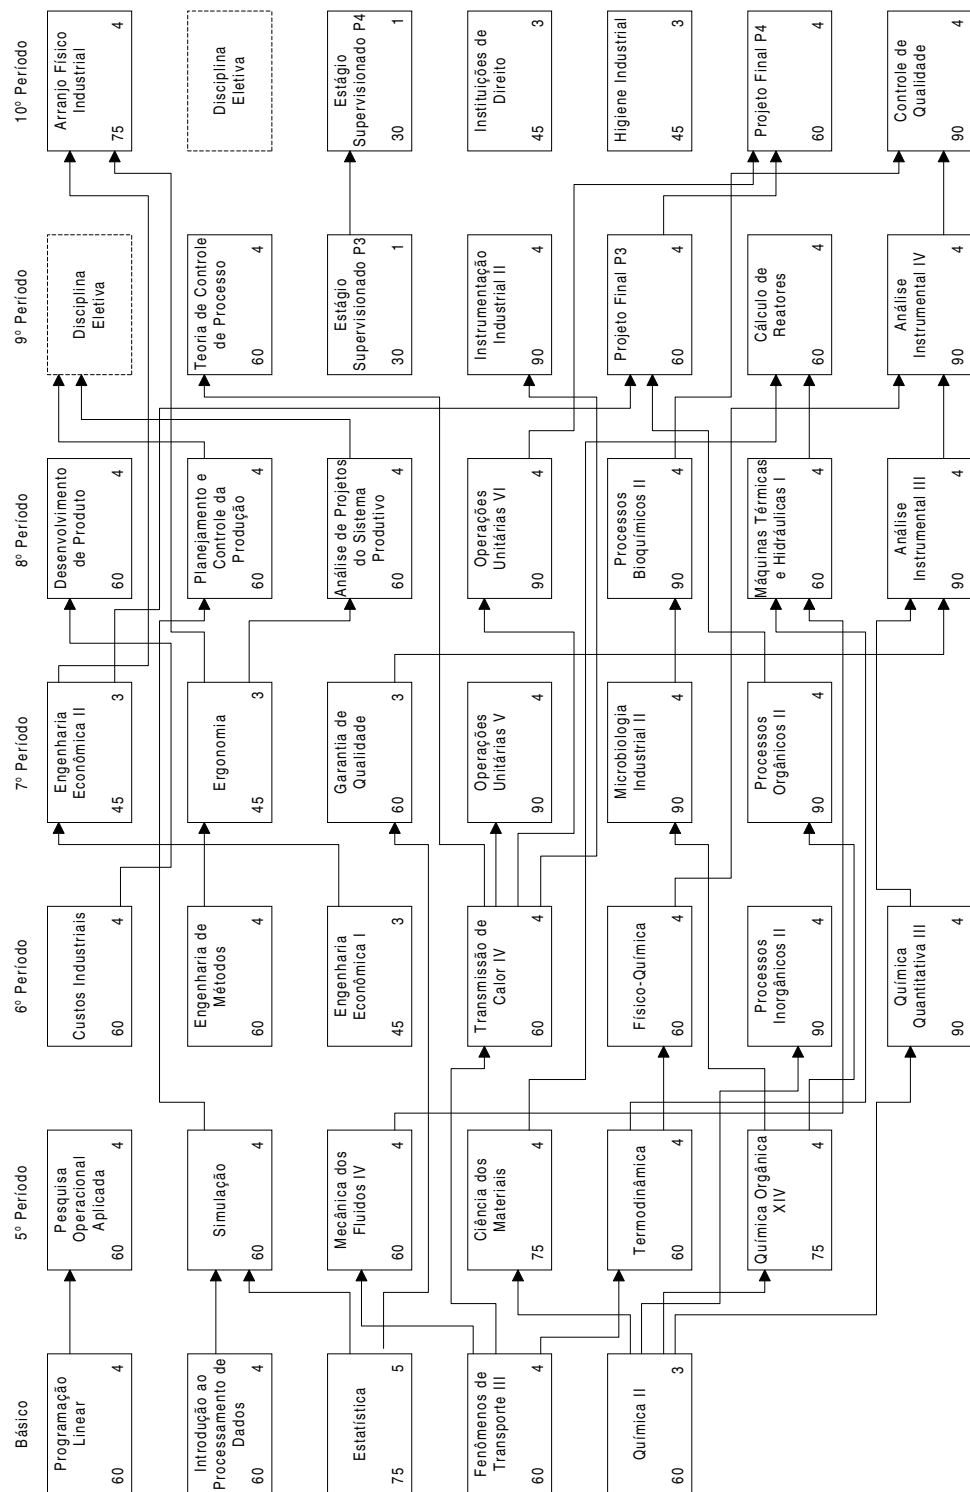 Básico
5º Período
6º Período
7º Período
8º Período
9º Período
10º Período
Programação
Linear
60
4
Introdução ao
Processamento de
Dados
60
4
Estatística
75
5
Fenômenos de
Transporte III
60
4
Química II
60
3
Pesquisa
Operacional
Aplicada
60
4
Simulação
60
4
Mecânica dos
Fluidos IV
60
4
Ciência dos
Materiais
75
4
Termodinâmica
60
4
Química Orgânica
XIV
75
4
Custos Industriais
60
4
Engenharia de
Métodos
60
4
Engenharia
Econômica I
45
3
Transmissão de
Calor IV
60
4
Físico-Química
60
4
Processos
Inorgânicos II
90
4
Química
Quantitativa III
90
4
Engenharia
Econômica II
45
3
Ergonomia
45
3
Garantia de
Qualidade
60
3
Operações
Unitárias V
90
4
Microbiologia
Industrial II
90
4
Processos
Orgânicos II
90
4
Desenvolvimento
de Produto
60
4
Planejamento e
Controle da
Produção
60
4
Análise de Projetos
do Sistema
Produtivo
60
4
Operações
Unitárias VI
90
4
Processos
Bioquímicos II
90
4
Máquinas Térmicas
e Hidráulicas I
60
4
Análise
Instrumental III
90
4
Disciplina
Eletiva
Teoria de Controle
de Processo
60
4
Estágio
Supervisionado P3
30
1
Instrumentação
Industrial II
90
4
Projeto Final P3
60
4
Cálculo de
Reatores
60
4
Análise
Instrumental IV
90
4
Arranjo Físico
Industrial
75
4
Disciplina
Eletiva
Estágio
Supervisionado P4
30
1
Instituições de
Direito
45
3
Higiene Industrial
45
3
Projeto Final P4
60
4
Controle de
Qualidade
90
4